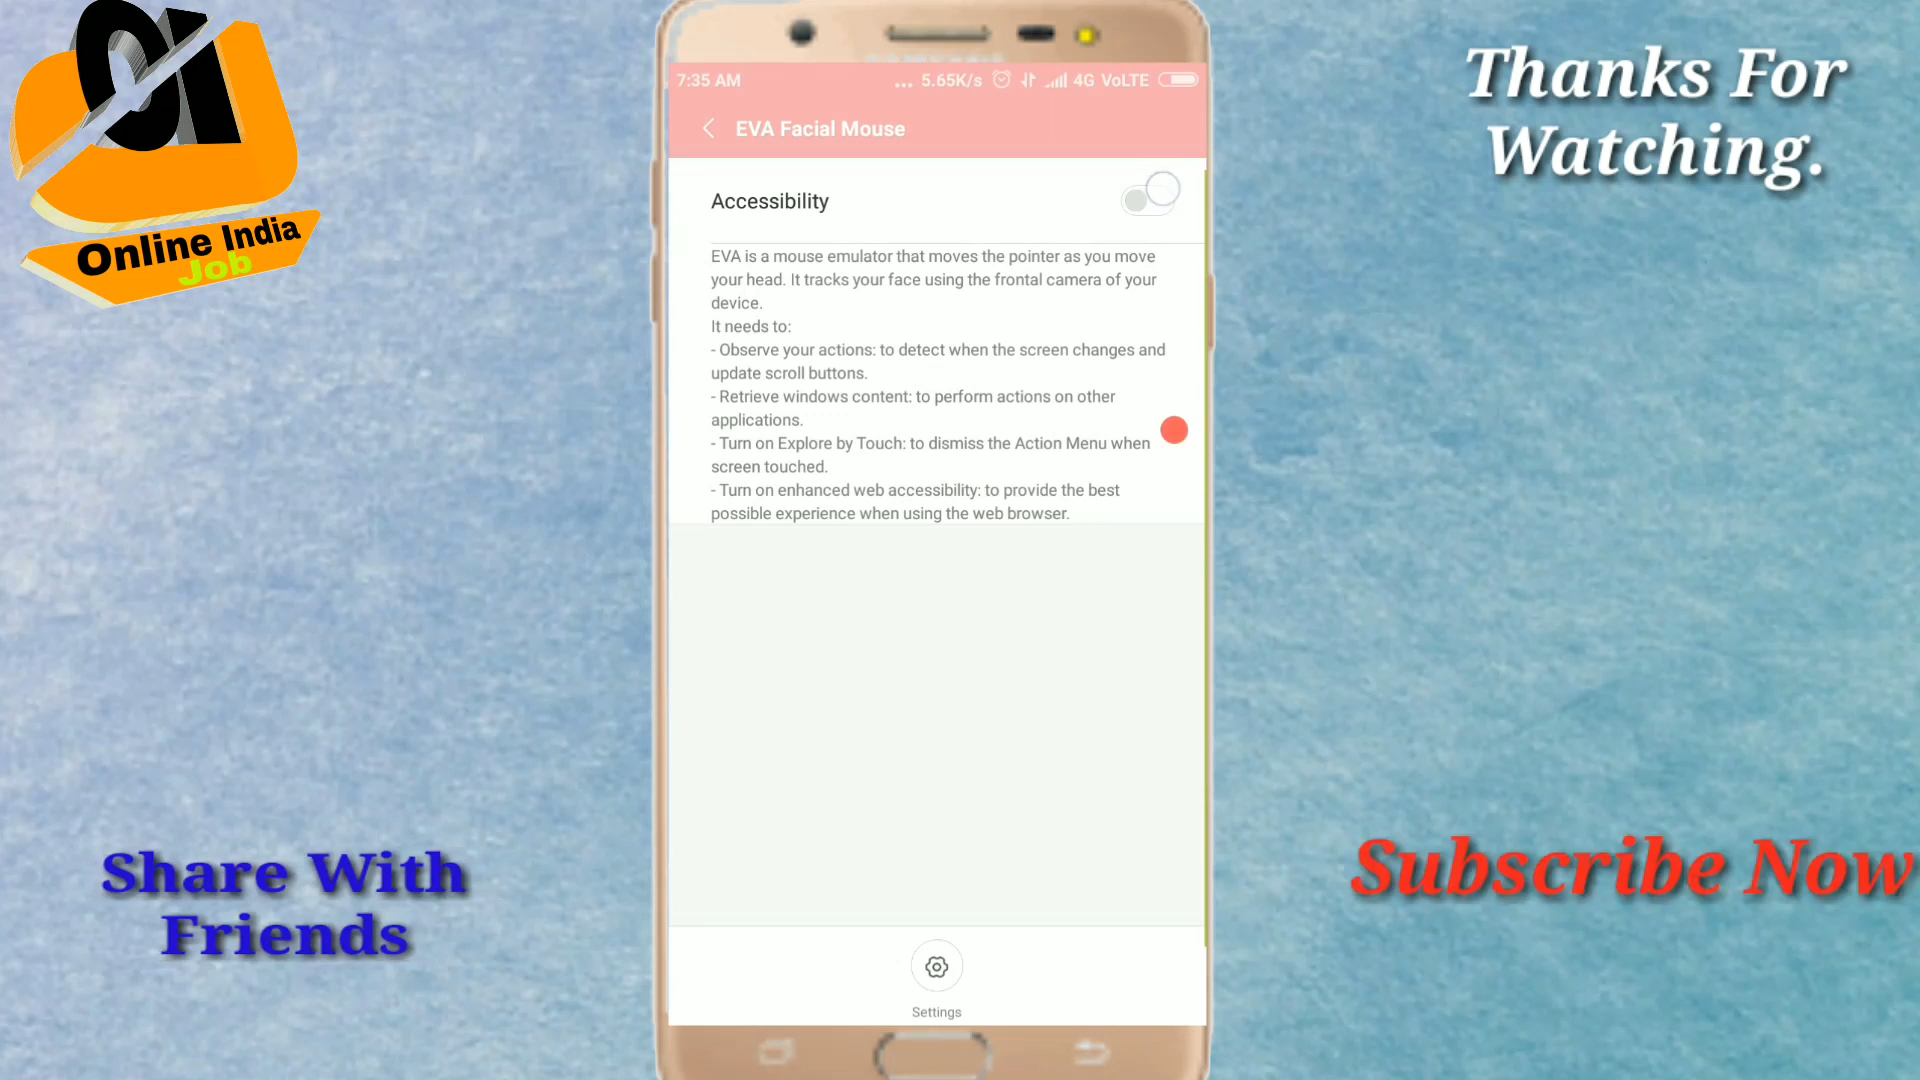 OI
Online India
Job
Thanks For
Watching.
7:35 AM
... 5.65K/s
4G VoLTE
EVA Facial Mouse
Accessibility
EVA is a mouse emulator that moves the pointer as you move
your head. It tracks your face using the frontal camera of your
device.
It needs to:
- Observe your actions: to detect when the screen changes and
update scroll buttons.
- Retrieve windows content: to perform actions on other
applications.
- Turn on Explore by Touch: to dismiss the Action Menu when
screen touched.
- Turn on enhanced web accessibility: to provide the best
possible experience when using the web browser.
Share With
Friends
Subscribe Now
Settings